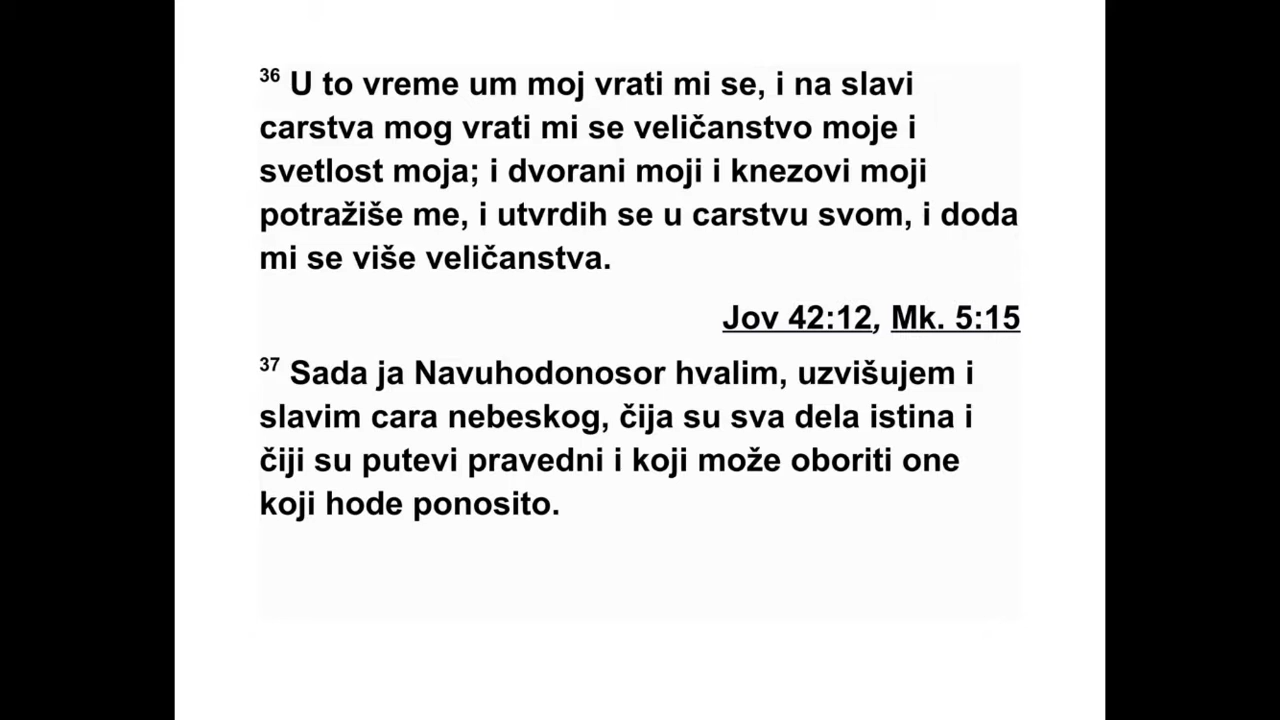 36 U to vreme um moj vrati mi se, i na slavi
carstva mog vrati mi se veličanstvo moje i
svetlost moja; i dvorani moji i knezovi moji
potražiše me, i utvrdih se u carstvu svom, i doda
mi se više veličanstva.
Jov 42:12, Mk. 5:15
37 Sada ja Navuhodonosor hvalim, uzvišujem i
slavim cara nebeskog, čija su sva dela istina i
čiji su putevi pravedni i koji može oboriti one
koji hode ponosito.